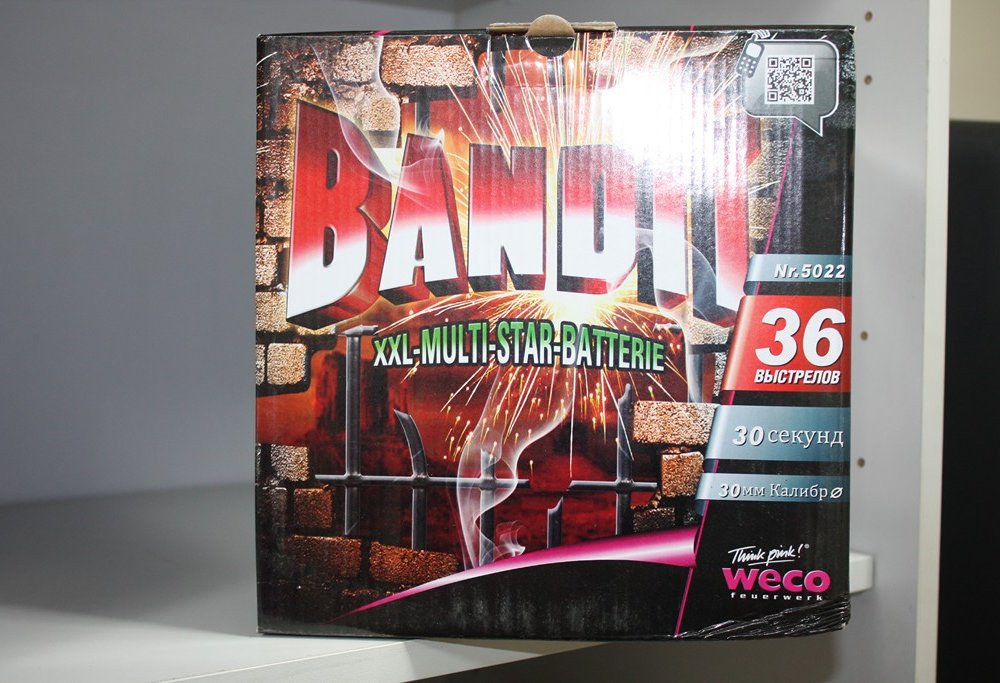 BANDIT
XXL-MULTI-STAR-BATTERIE
Nr.5022
36
ВЫСТРЕЛОВ
30 секунд
30мм Калибр⌀
Think pink!®
weco
feuerwerk